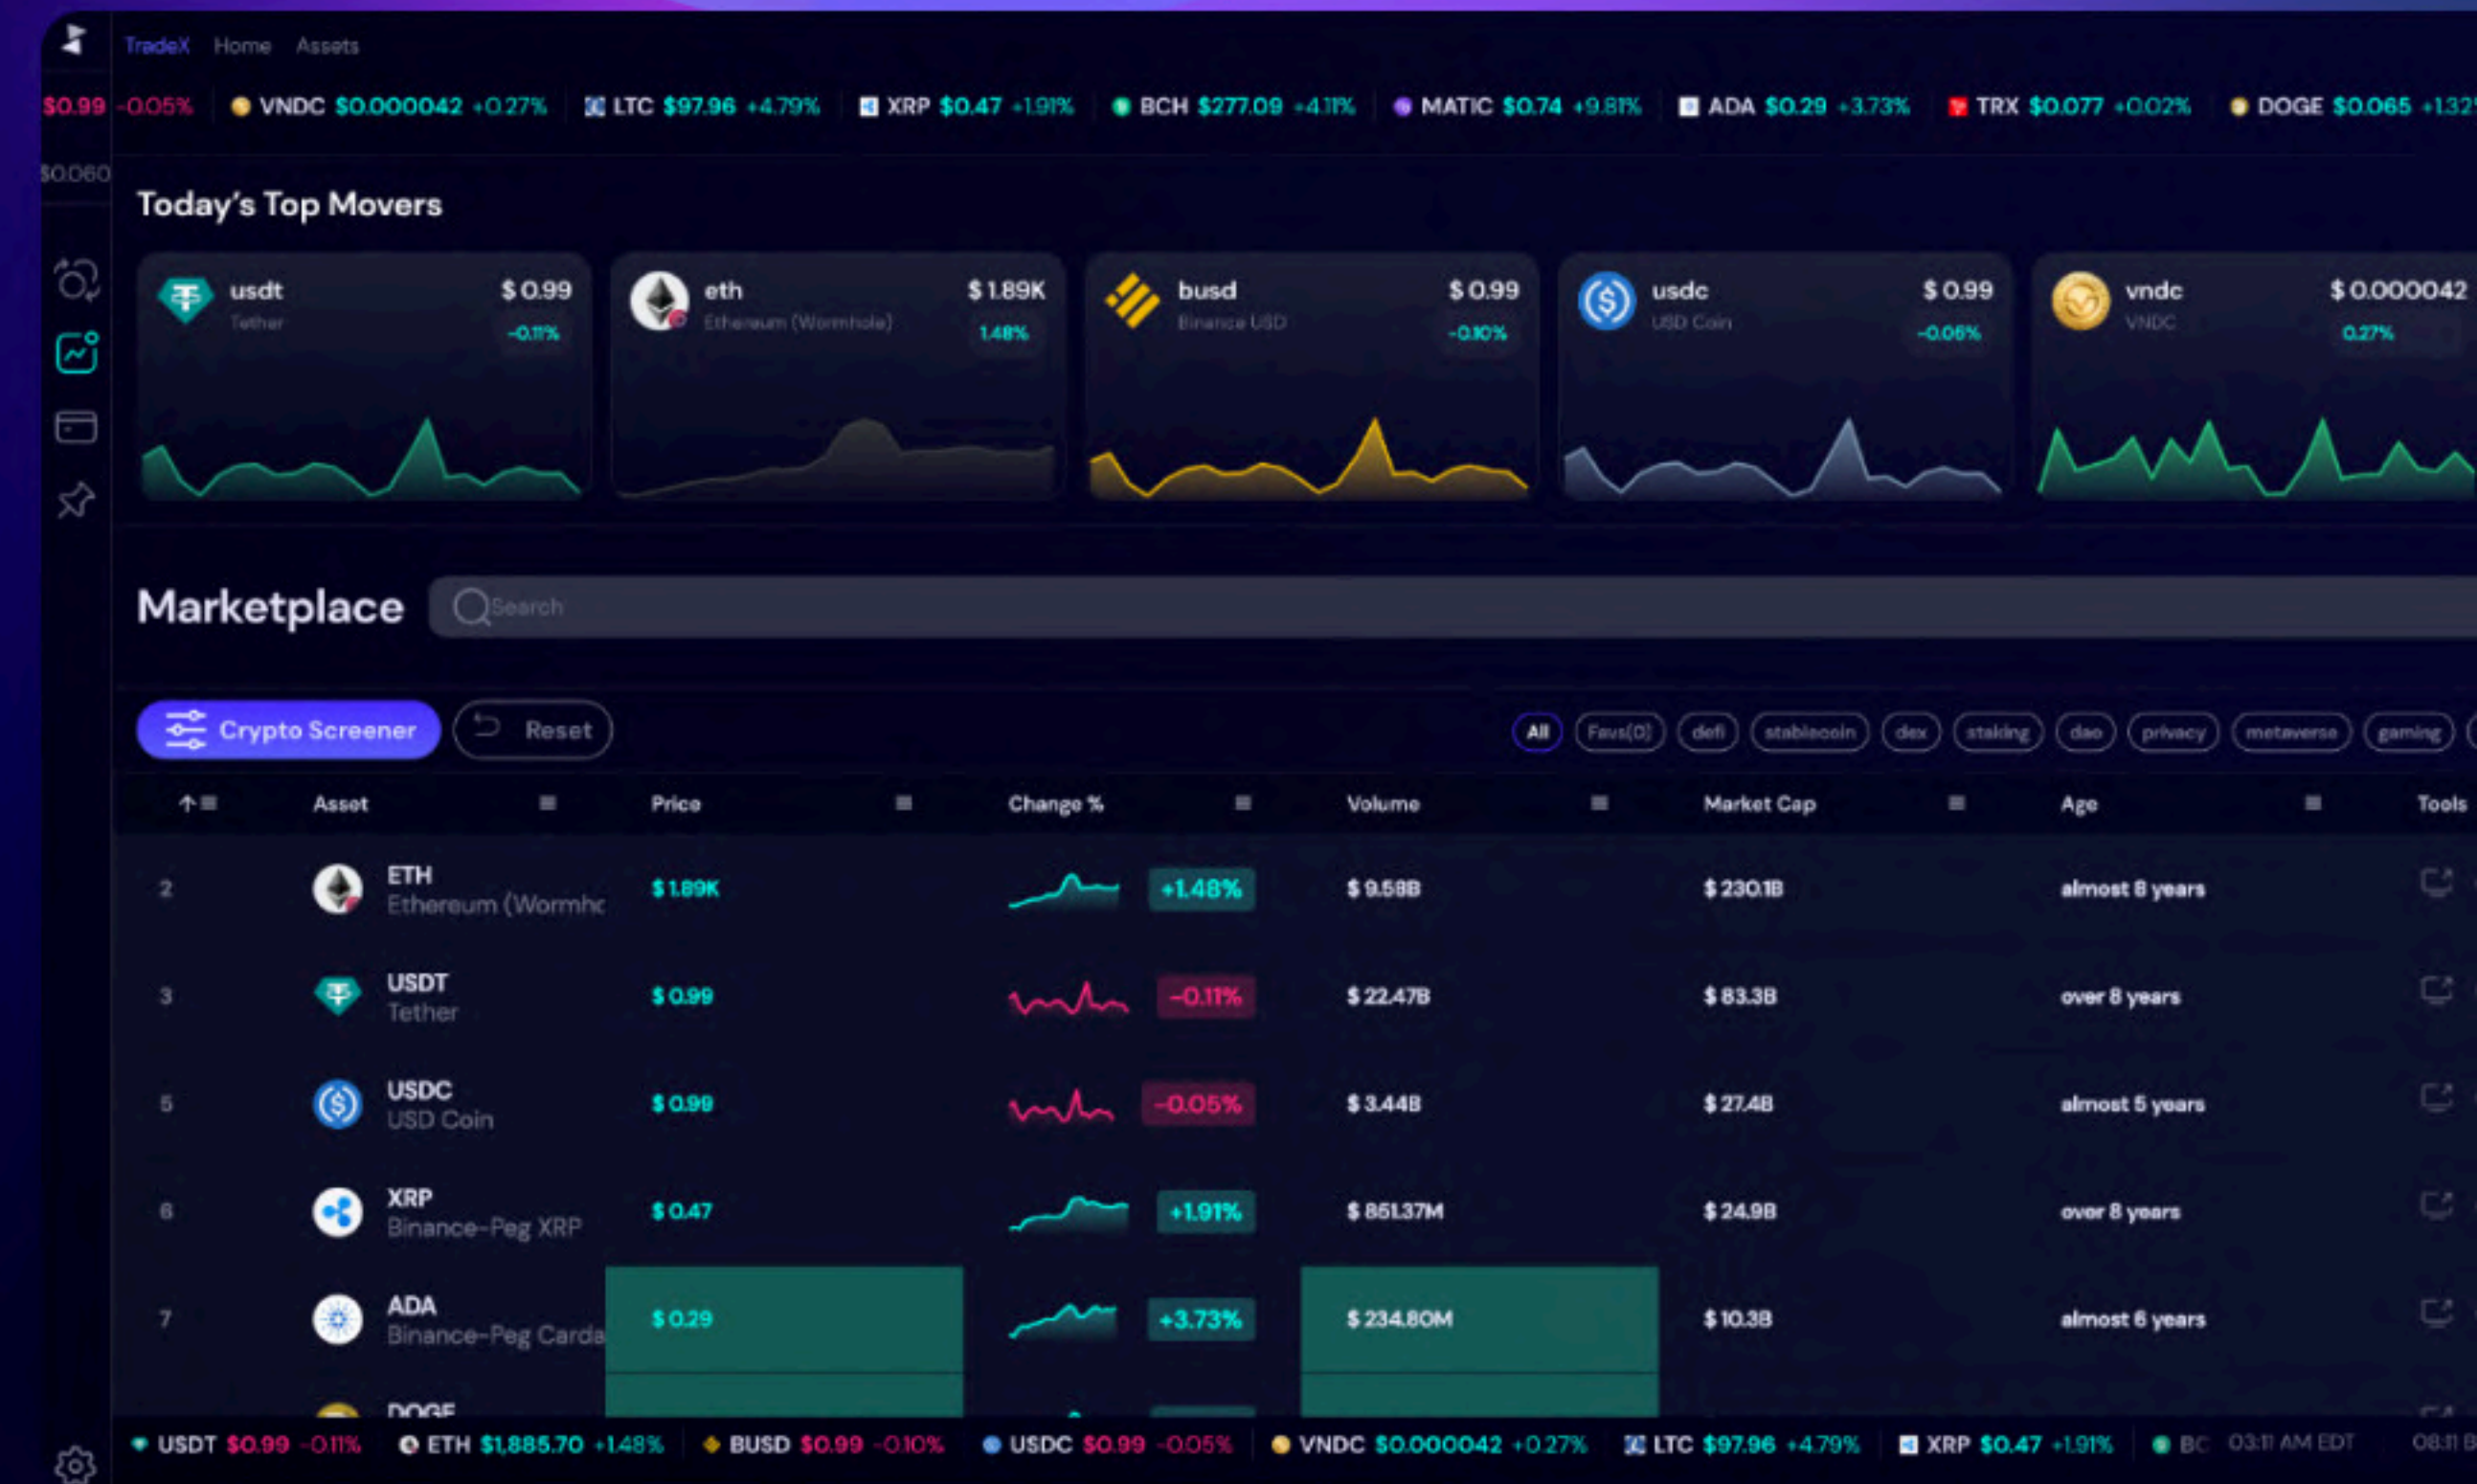 TradeX Home Assets
$0.99 -0.05% VNDC $0.000042 +0.27% LTC $97.96 +4.79% XRP $0.47 +1.91% BCH $277.09 +4.11% MATIC $0.74 +9.81% ADA $0.29 +3.73% TRX $0.077 +0.02% DOGE $0.065 +1.32%
$0.060
Today's Top Movers
usdt $ 0.99 eth $ 1.89K busd $ 0.99 usdc $ 0.99 vndc $ 0.000042
Tether -0.11% Ethereum (Wormhole) 1.48% Binance USD -0.10% USD Coin -0.06% VNDC 0.27%
Marketplace Search
Crypto Screener Reset All Favs(0) defi stablecoin dex staking dao privacy metaverse gaming
Asset Price Change % Volume Market Cap Age Tools
2 ETH Ethereum (Wormhc $ 1.89K +1.48% $ 9.58B $ 230.1B almost 8 years
3 USDT Tether $ 0.99 -0.11% $ 22.47B $ 83.3B over 8 years
5 USDC USD Coin $ 0.99 -0.05% $ 3.44B $ 27.4B almost 5 years
6 XRP Binance-Peg XRP $ 0.47 +1.91% $ 851.37M $ 24.9B over 8 years
7 ADA Binance-Peg Carda $ 0.29 +3.73% $ 234.80M $ 10.3B almost 6 years
DOGE
USDT $0.99 -0.11% ETH $1,885.70 +1.48% BUSD $0.99 -0.10% USDC $0.99 -0.05% VNDC $0.000042 +0.27% LTC $97.96 +4.79% XRP $0.47 +1.91% BC 03:11 AM EDT 08:11 B